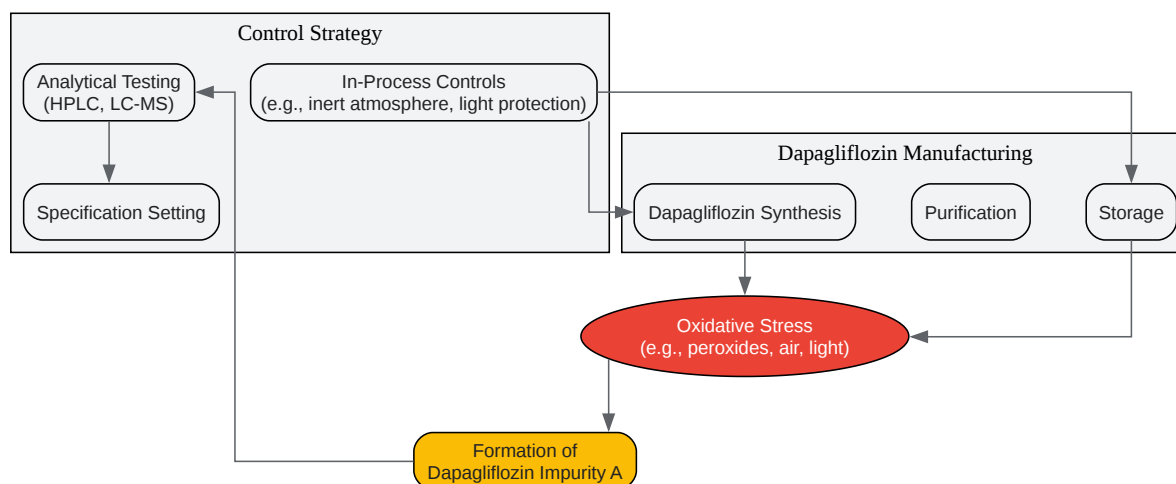 Control Strategy
Analytical Testing
(HPLC, LC-MS)
In-Process Controls
(e.g., inert atmosphere, light protection)
Specification Setting
Dapagliflozin Manufacturing
Dapagliflozin Synthesis
Purification
Storage
Oxidative Stress
(e.g., peroxides, air, light)
Formation of
Dapagliflozin Impurity A